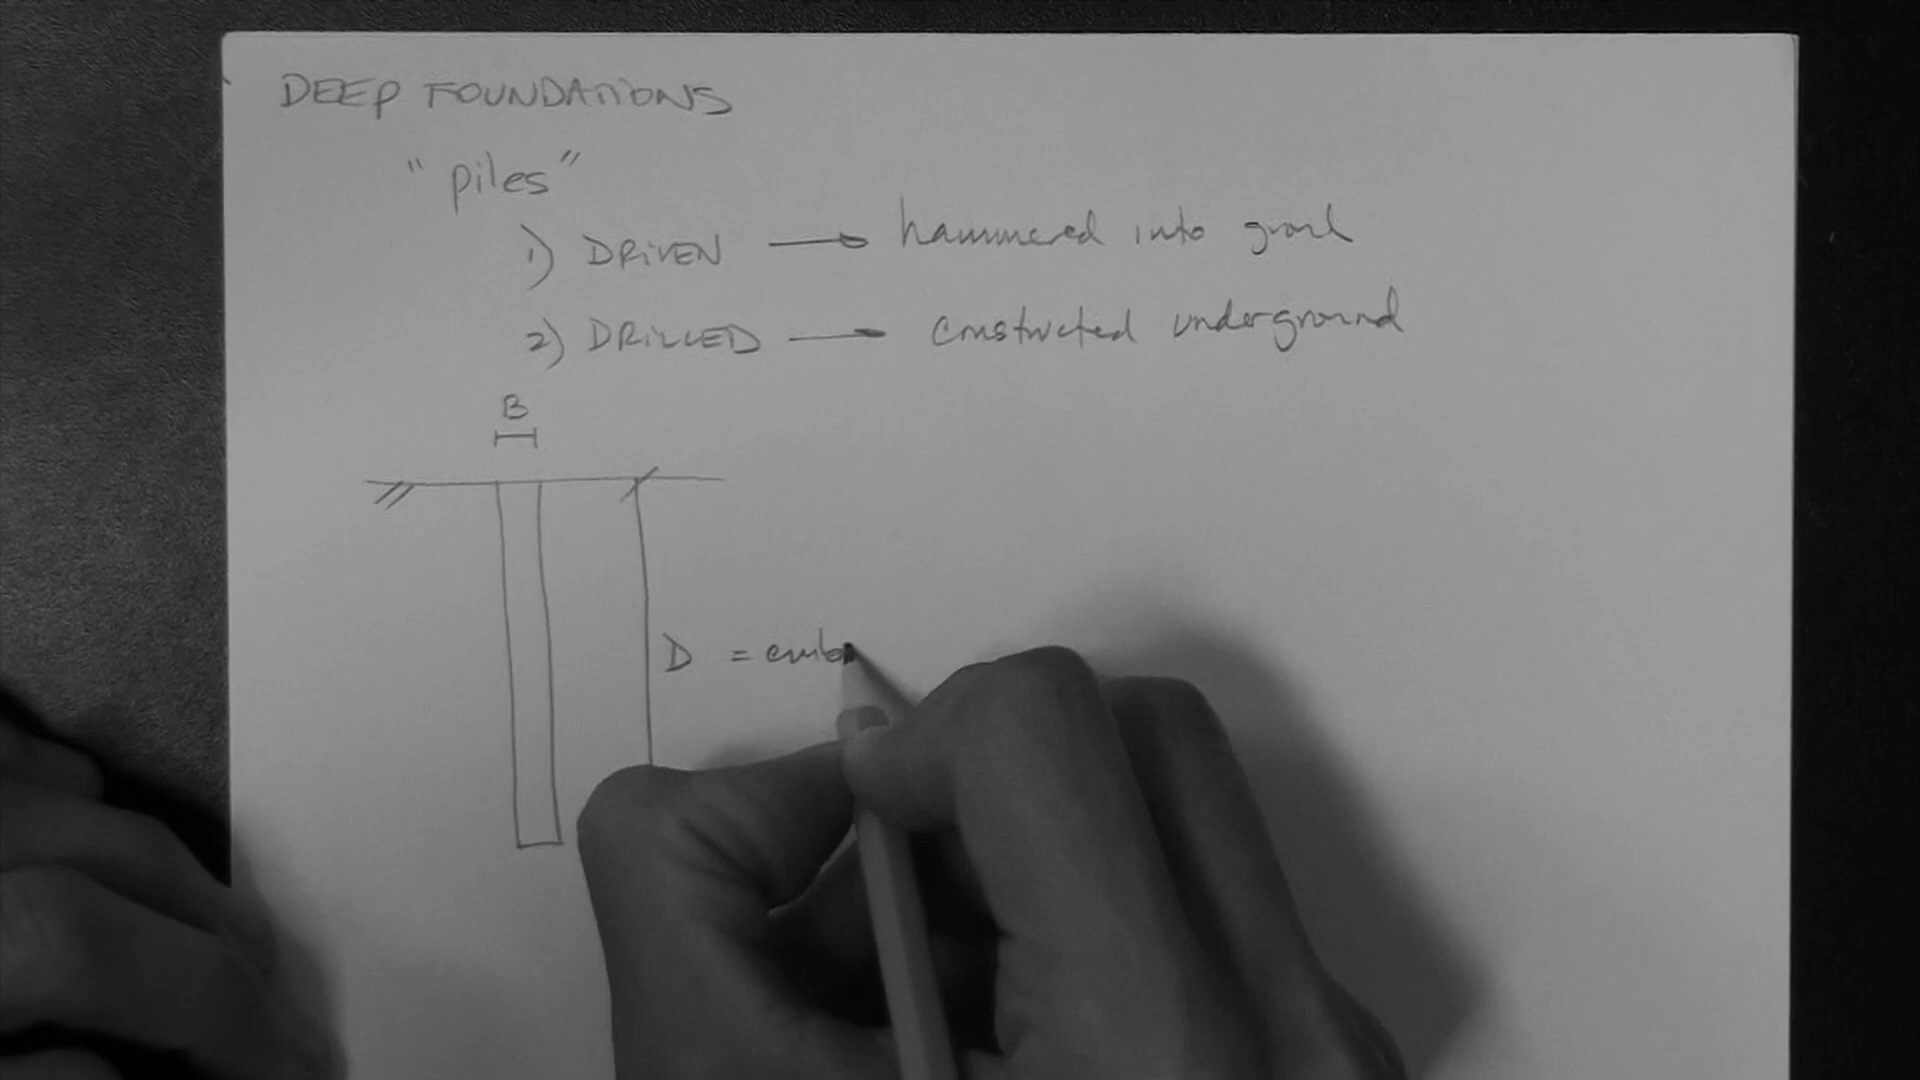 DEEP FOUNDATIONS
"piles"
1) DRIVEN → hammered into ground
2) DRILLED → constructed underground
B
D = emb